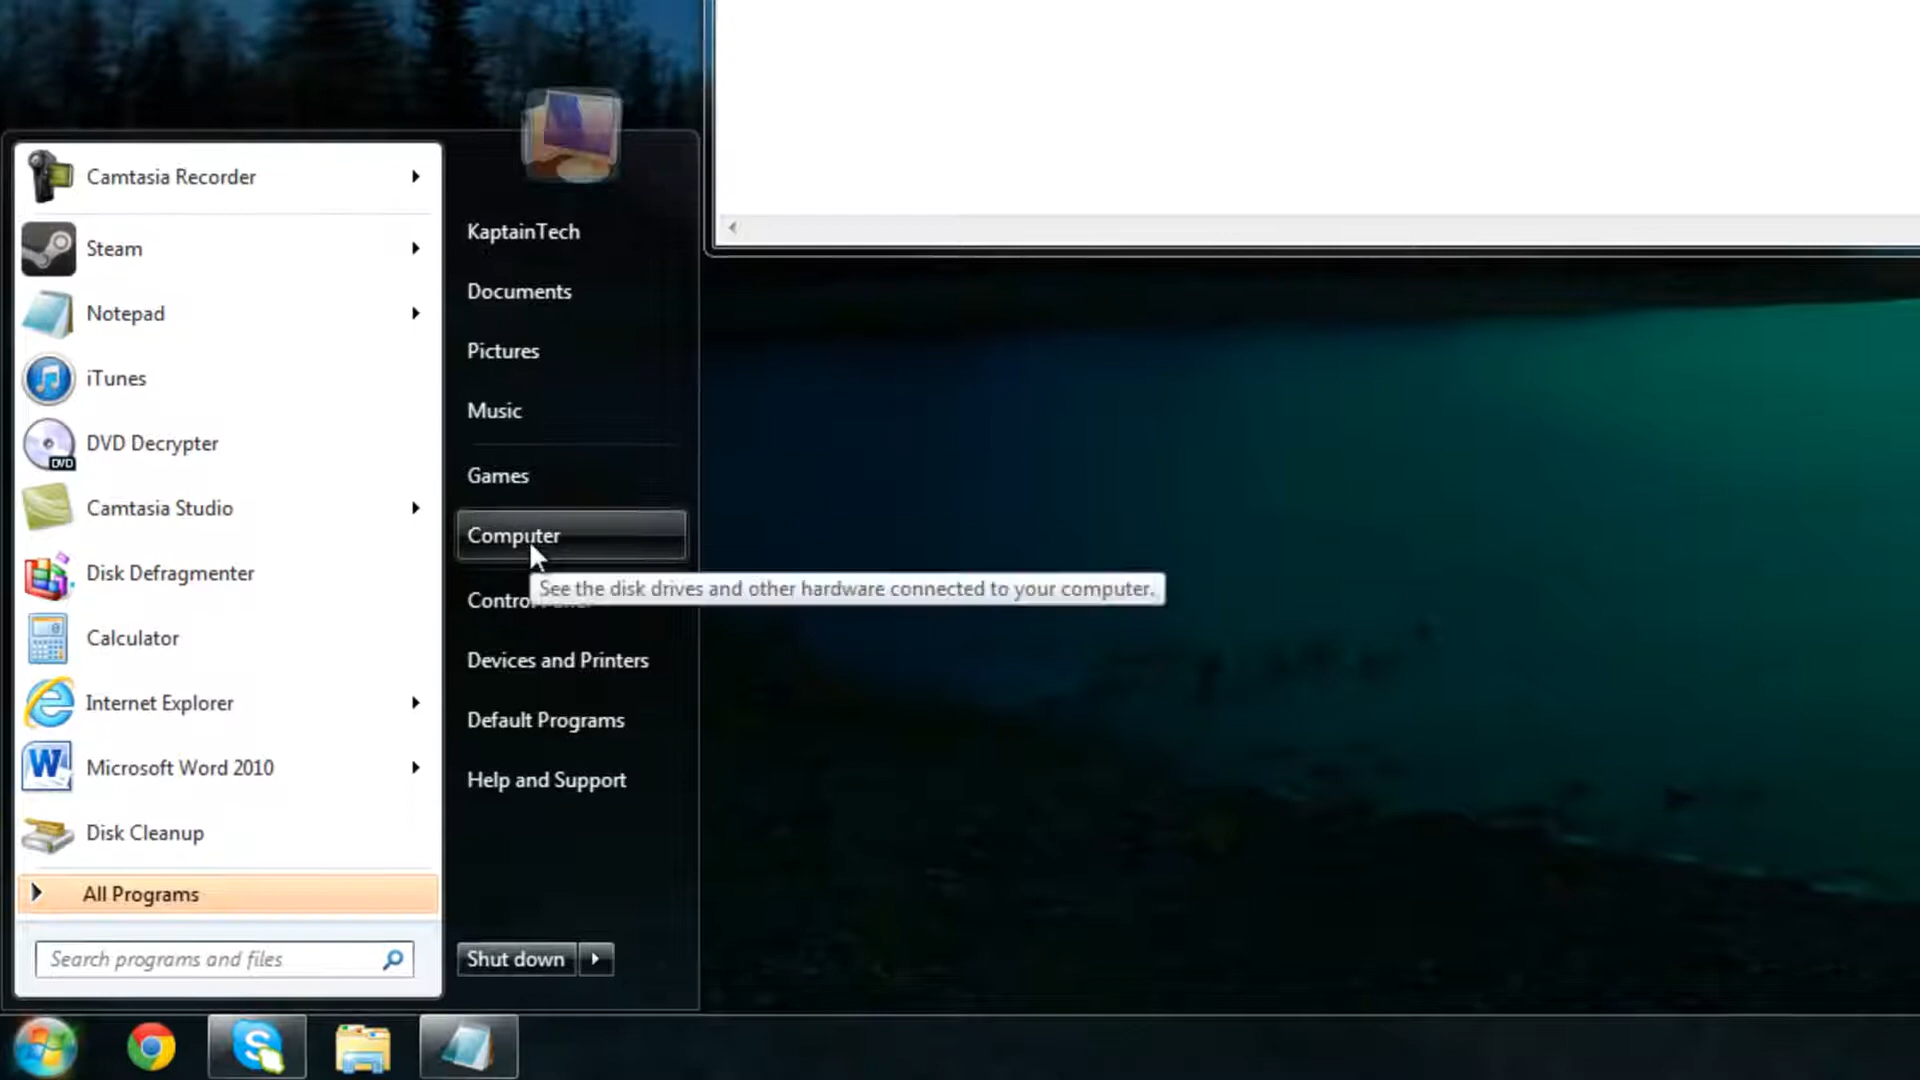 Camtasia Recorder
Steam
Notepad
iTunes
DVD Decrypter
DVD
Camtasia Studio
Disk Defragmenter
Calculator
Internet Explorer
Microsoft Word 2010
Disk Cleanup
All Programs
Search programs and files
KaptainTech
Documents
Pictures
Music
Games
Computer
See the disk drives and other hardware connected to your computer.
Devices and Printers
Default Programs
Help and Support
Shut down